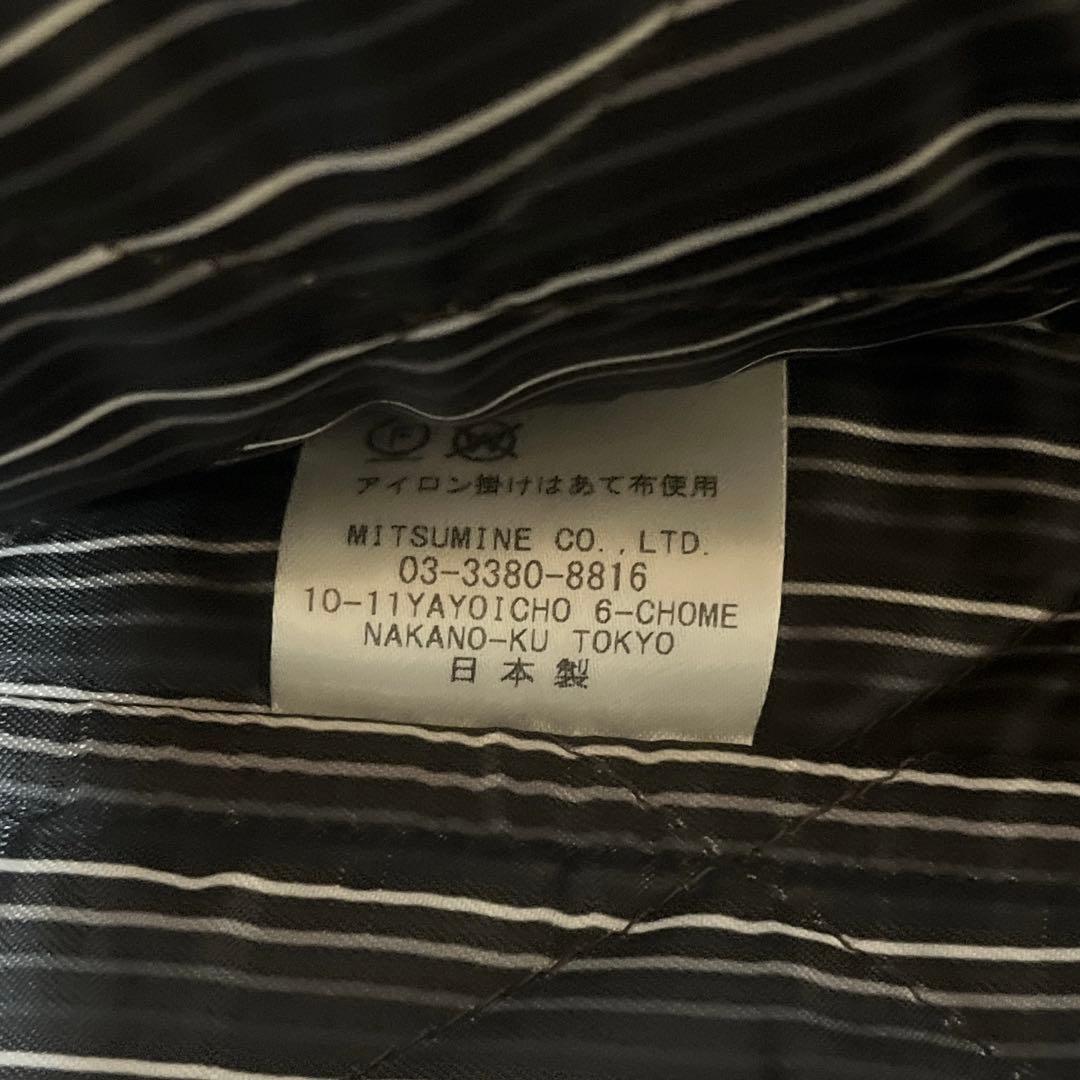 アイロン掛けはあて布使用
MITSUMINE CO.,LTD.
03-3380-8816
10-11YAYOICHO 6-CHOME
NAKANO-KU TOKYO
日本製